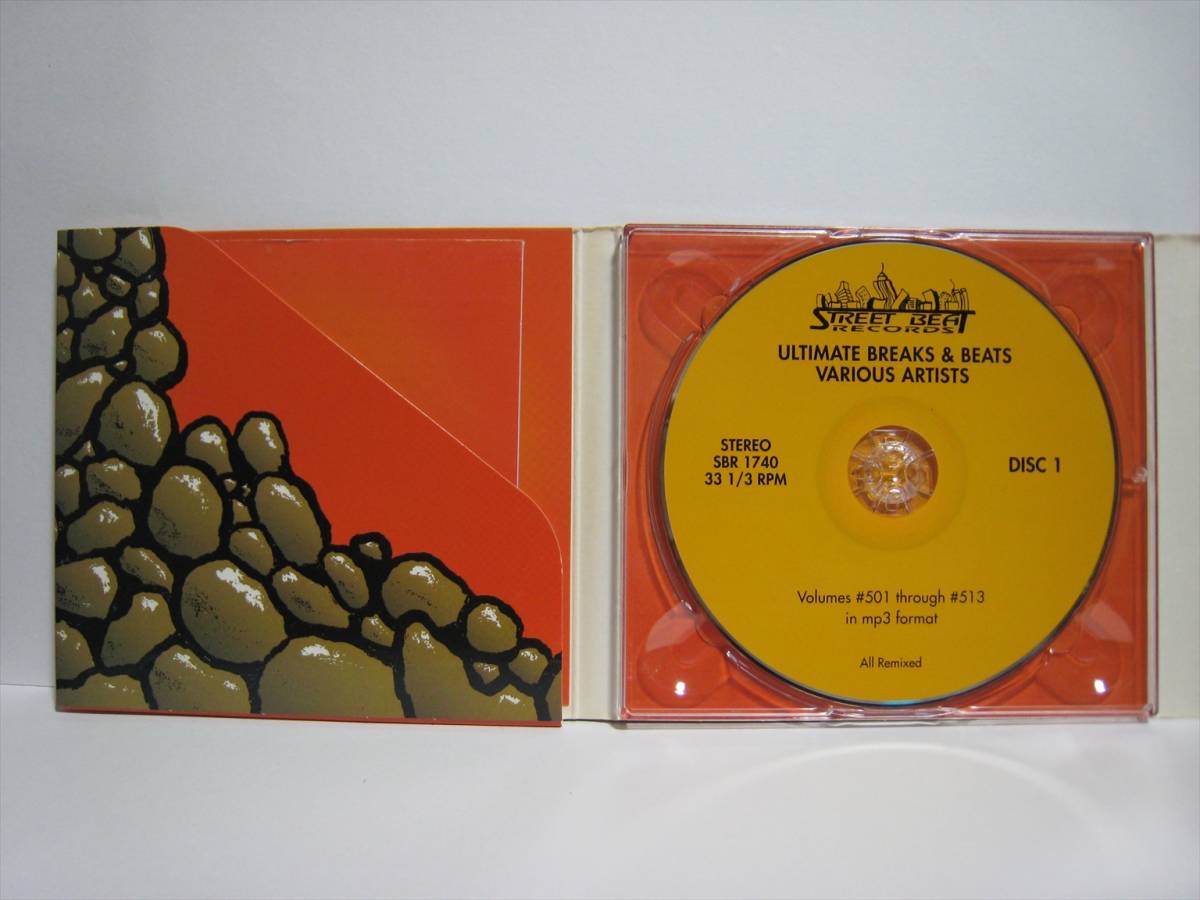 STREET BEAT
RECORDS
ULTIMATE BREAKS & BEATS
VARIOUS ARTISTS
STEREO
SBR 1740
33 1/3 RPM
DISC 1
Volumes #501 through #513
in mp3 format
All Remixed